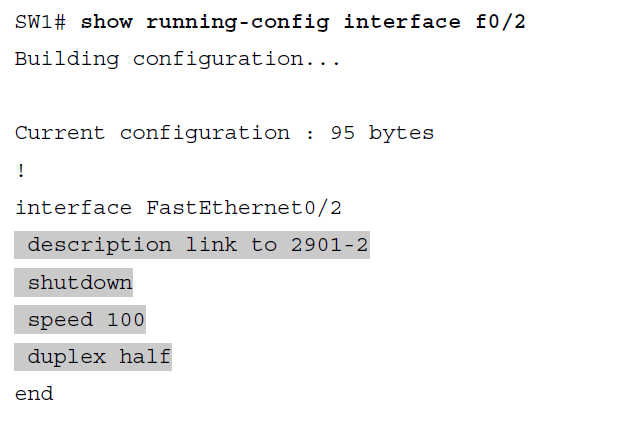 SW1# show running-config interface f0/2
Building configuration...
Current configuration : 95 bytes
!
interface FastEthernet0/2
description link to 2901-2
shutdown
speed 100
duplex half
end